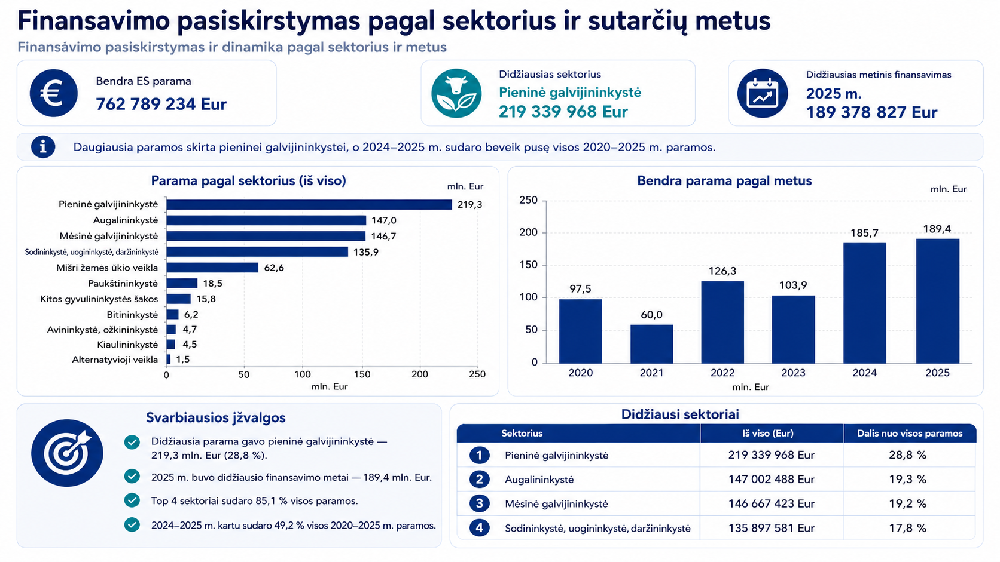 Finansavimo pasiskirstymas pagal sektorius ir sutarčių metus
Finansávimo pasiskirstymas ir dinamika pagal sektorius ir metus
€
Bendra ES parama
762 789 234 Eur
Didžiausias sektorius
Pieninė galvijininkystė
219 339 968 Eur
Didžiausias metinis finansavimas
2025 m.
189 378 827 Eur
i
Daugiausia paramos skirta pieninei galvijininkystei, o 2024–2025 m. sudaro beveik pusę visos 2020–2025 m. paramos.
Parama pagal sektorius (iš viso)
mln. Eur
Pieninė galvijininkystė 219,3
Augalininkystė 147,0
Mėsinė galvijininkystė 146,7
Sodininkystė, uogininkystė, daržininkystė 135,9
Mišri žemės ūkio veikla 62,6
Paukštininkystė 18,5
Kitos gyvulininkystės šakos 15,8
Bitininkystė 6,2
Avininkystė, ožkininkystė 4,7
Kiaulininkystė 4,5
Alternatyvioji veikla 1,5
0 50 100 150 200 250
mln. Eur
Bendra parama pagal metus
mln. Eur
250
200
150
100
50
0
97,5
60,0
126,3
103,9
185,7
189,4
2020 2021 2022 2023 2024 2025
mln. Eur
Svarbiausios įžvalgos
Didžiausia parama gavo pieninė galvijininkystė —
219,3 mln. Eur (28,8 %).
2025 m. buvo didžiausio finansavimo metai — 189,4 mln. Eur.
Top 4 sektoriai sudaro 85,1 % visos paramos.
2024–2025 m. kartu sudaro 49,2 % visos 2020–2025 m. paramos.
Didžiausi sektoriai
Sektorius Iš viso (Eur) Dalis nuo visos paramos
1 Pieninė galvijininkystė 219 339 968 Eur 28,8 %
2 Augalininkystė 147 002 488 Eur 19,3 %
3 Mėsinė galvijininkystė 146 667 423 Eur 19,2 %
4 Sodininkystė, uogininkystė, daržininkystė 135 897 581 Eur 17,8 %